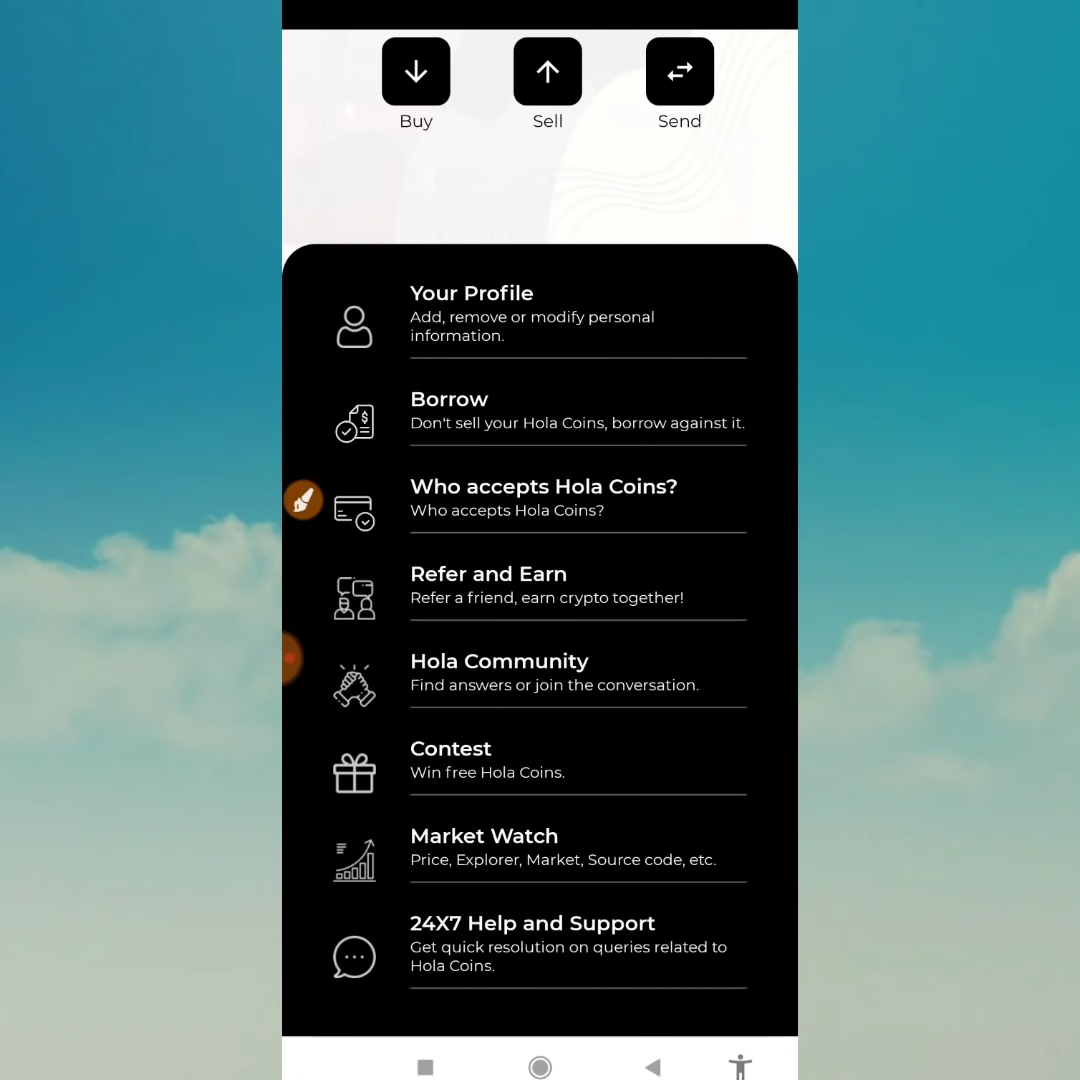 Buy
Sell
Send
Your Profile
Add, remove or modify personal
information.
Borrow
Don't sell your Hola Coins, borrow against it.
Who accepts Hola Coins?
Who accepts Hola Coins?
Refer and Earn
Refer a friend, earn crypto together!
Hola Community
Find answers or join the conversation.
Contest
Win free Hola Coins.
Market Watch
Price, Explorer, Market, Source code, etc.
24X7 Help and Support
Get quick resolution on queries related to
Hola Coins.